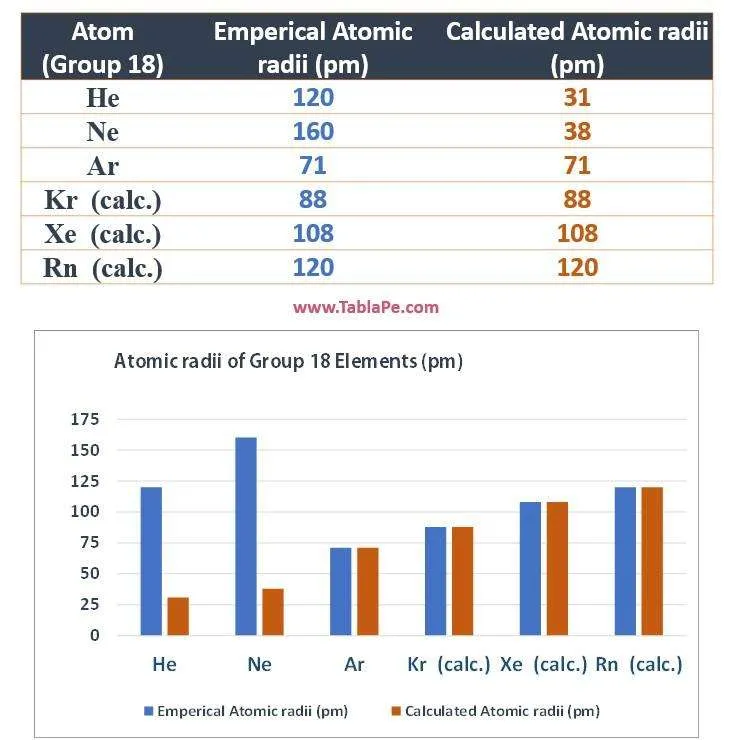 Atom (Group 18) Emperical Atomic radii (pm) Calculated Atomic radii (pm)
He 120 31
Ne 160 38
Ar 71 71
Kr (calc.) 88 88
Xe (calc.) 108 108
Rn (calc.) 120 120
www.TablaPe.com
Atomic radii of Group 18 Elements (pm)
175
150
125
100
75
50
25
0
He Ne Ar Kr (calc.) Xe (calc.) Rn (calc.)
Emperical Atomic radii (pm) Calculated Atomic radii (pm)